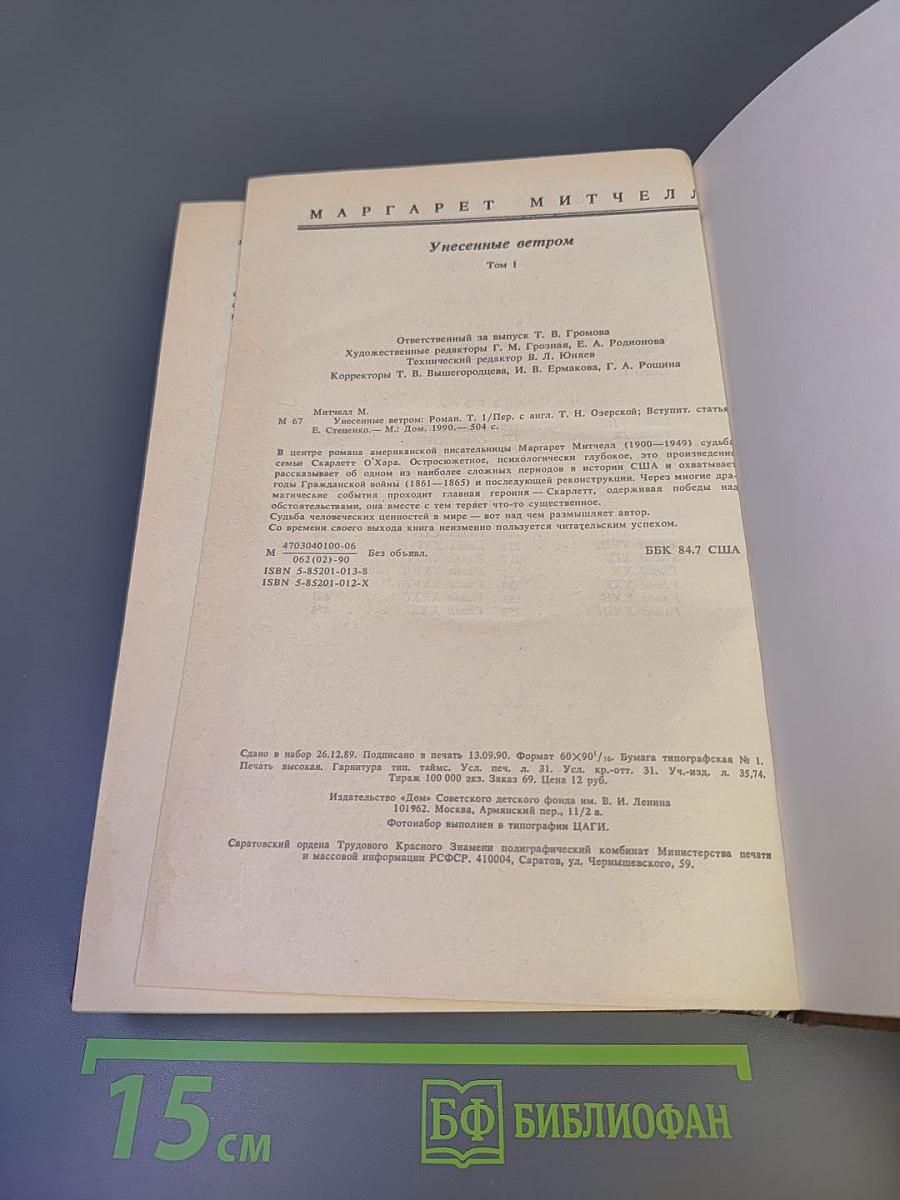 МАРГАРЕТ МИТЧЕЛЛ
Унесенные ветром
Том 1
Ответственный за выпуск Т. В. Громова
Художественные редакторы Г. М. Грозная, Е. А. Родионова
Технический редактор В. Л. Юняев
Корректоры Т. В. Вышегородцева, И. В. Ермакова, Г. А. Рощина
Митчелл М.
М 67 Унесенные ветром: Роман. Т. 1/Пер. с англ. Т. Н. Озерской; Вступит. статья
Е. Стеценко.— М.: Дом, 1990.— 504 с.
В центре романа американской писательницы Маргарет Митчелл (1900—1949) судьба
семьи Скарлетт О'Хара. Остросюжетное, психологически глубокое, это произведение
рассказывает об одном из наиболее сложных периодов в истории США и охватывает
годы Гражданской войны (1861—1865) и последующей реконструкции. Через многие дра-
матические события проходит главная героиня — Скарлетт, одерживая победы над
обстоятельствами, она вместе с тем теряет что-то существенное.
Судьба человеческих ценностей в мире — вот над чем размышляет автор.
Со времени своего выхода книга неизменно пользуется читательским успехом.
М 4703040100-06
062(02)-90 Без объявл. ББК 84.7 США
ISBN 5-85201-013-8
ISBN 5-85201-012-X
Сдано в набор 26.12.89. Подписано в печать 13.09.90. Формат 60×90¹/₁₆. Бумага типографская № 1.
Печать высокая. Гарнитура тип. таймс. Усл. печ. л. 31. Усл. кр.-отт. 31. Уч.-изд. л. 35,74.
Тираж 100 000 экз. Заказ 69. Цена 12 руб.
Издательство «Дом» Советского детского фонда им. В. И. Ленина
101962. Москва, Армянский пер., 11/2 а.
Фотонабор выполнен в типографии ЦАГИ.
Саратовский ордена Трудового Красного Знамени полиграфический комбинат Министерства печати
и массовой информации РСФСР. 410004, Саратов, ул. Чернышевского, 59.
15 см
БФ БИБЛИОФАН